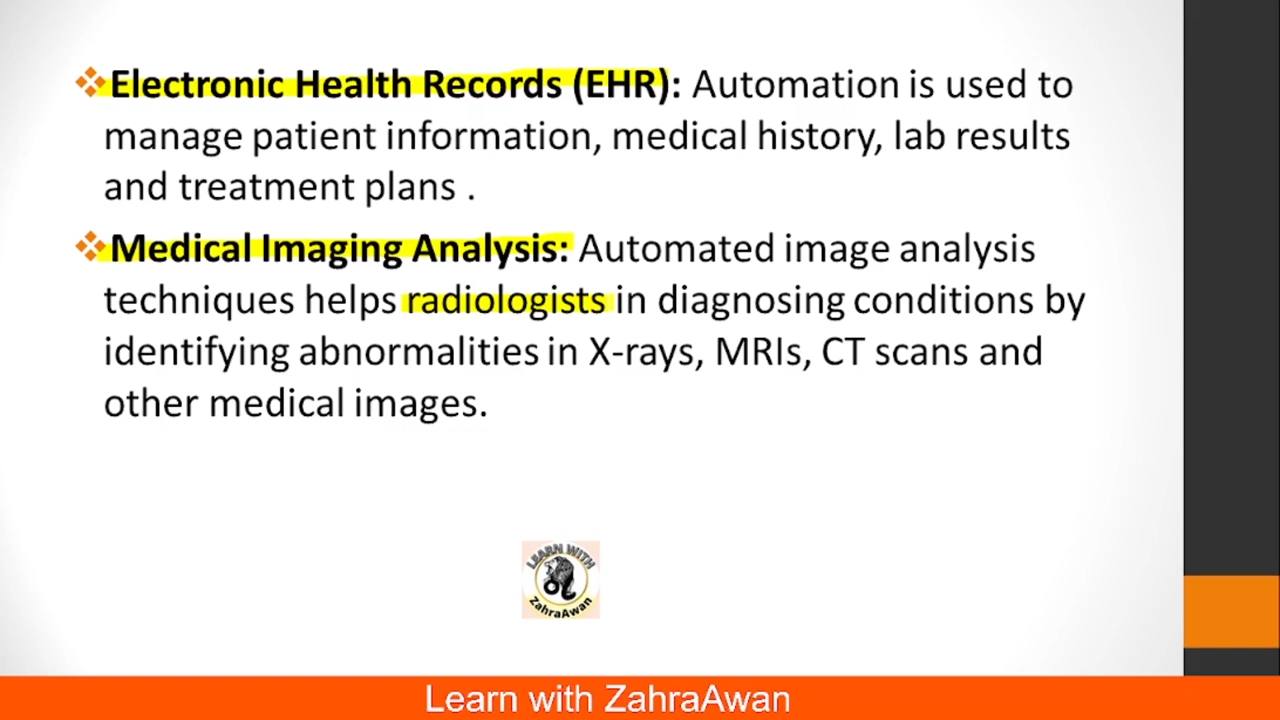 Electronic Health Records (EHR): Automation is used to
manage patient information, medical history, lab results
and treatment plans .
Medical Imaging Analysis: Automated image analysis
techniques helps radiologists in diagnosing conditions by
identifying abnormalities in X-rays, MRIs, CT scans and
other medical images.
LEARN WITH
ZahraAwan
Learn with ZahraAwan